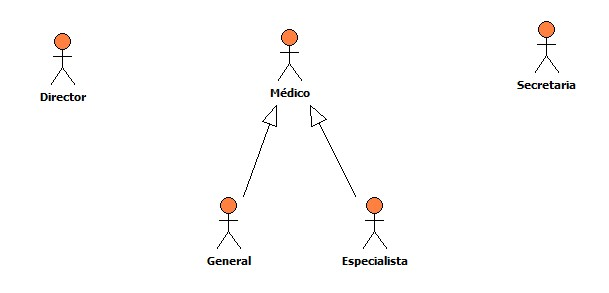 Director
Médico
Secretaria
General
Especialista